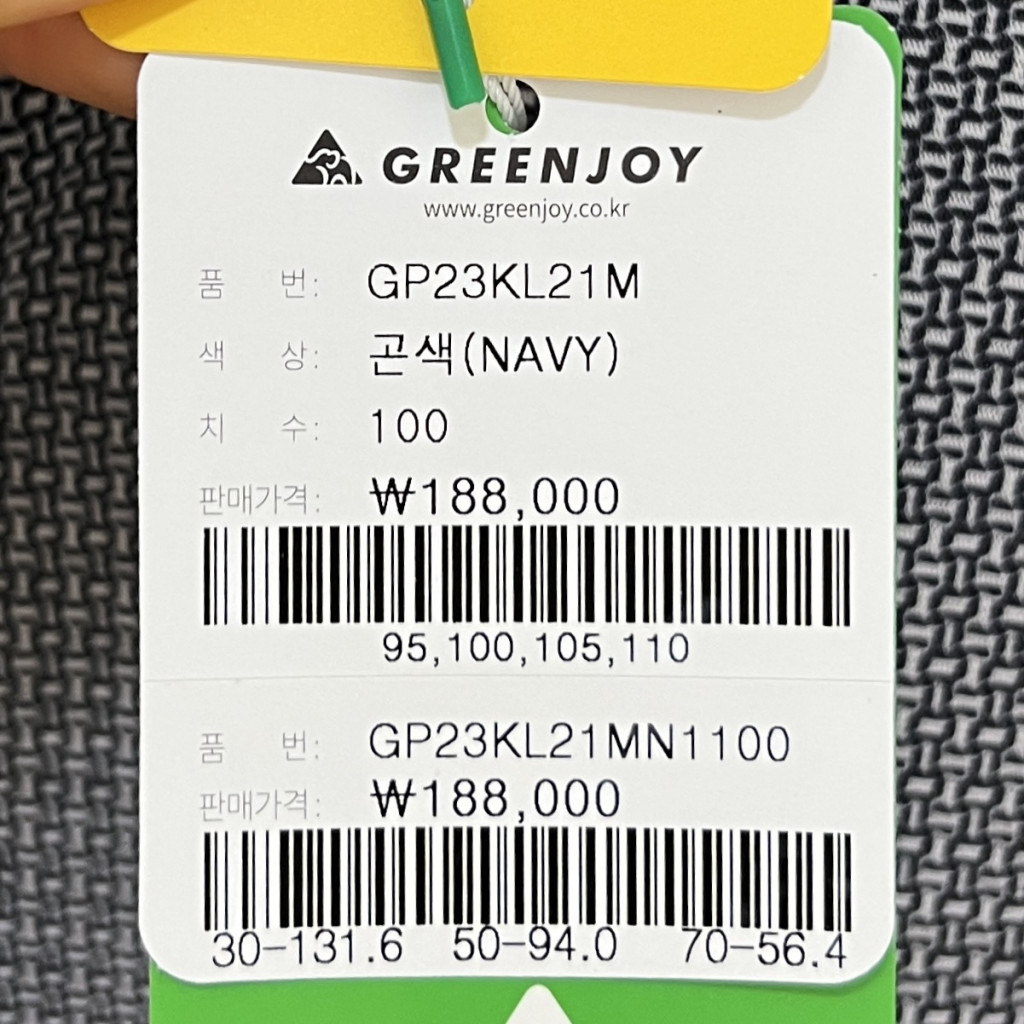 GREENJOY
www.greenjoy.co.kr
품 번: GP23KL21M
색 상: 곤색(NAVY)
치 수: 100
판매가격: ₩188,000
95,100,105,110
품 번: GP23KL21MN1100
판매가격: ₩188,000
30-131.6 50-94.0 70-56.4